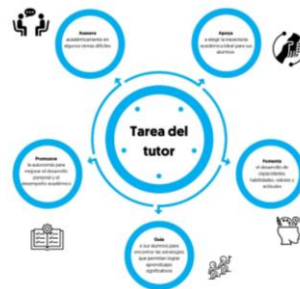 Asesora
académicamente en
algunos temas difíciles
Apoya
a elegir la trayectoria
académica ideal para sus
alumnos
Tarea del
tutor
Promueve
la autonomía para
mejorar el desarrollo
personal y el
desempeño académico
Fomenta
el desarrollo de
capacidades,
habilidades, valores y
actitudes
Guía
a sus alumnos para
encontrar las estrategias
que permitan lograr
aprendizajes
significativos